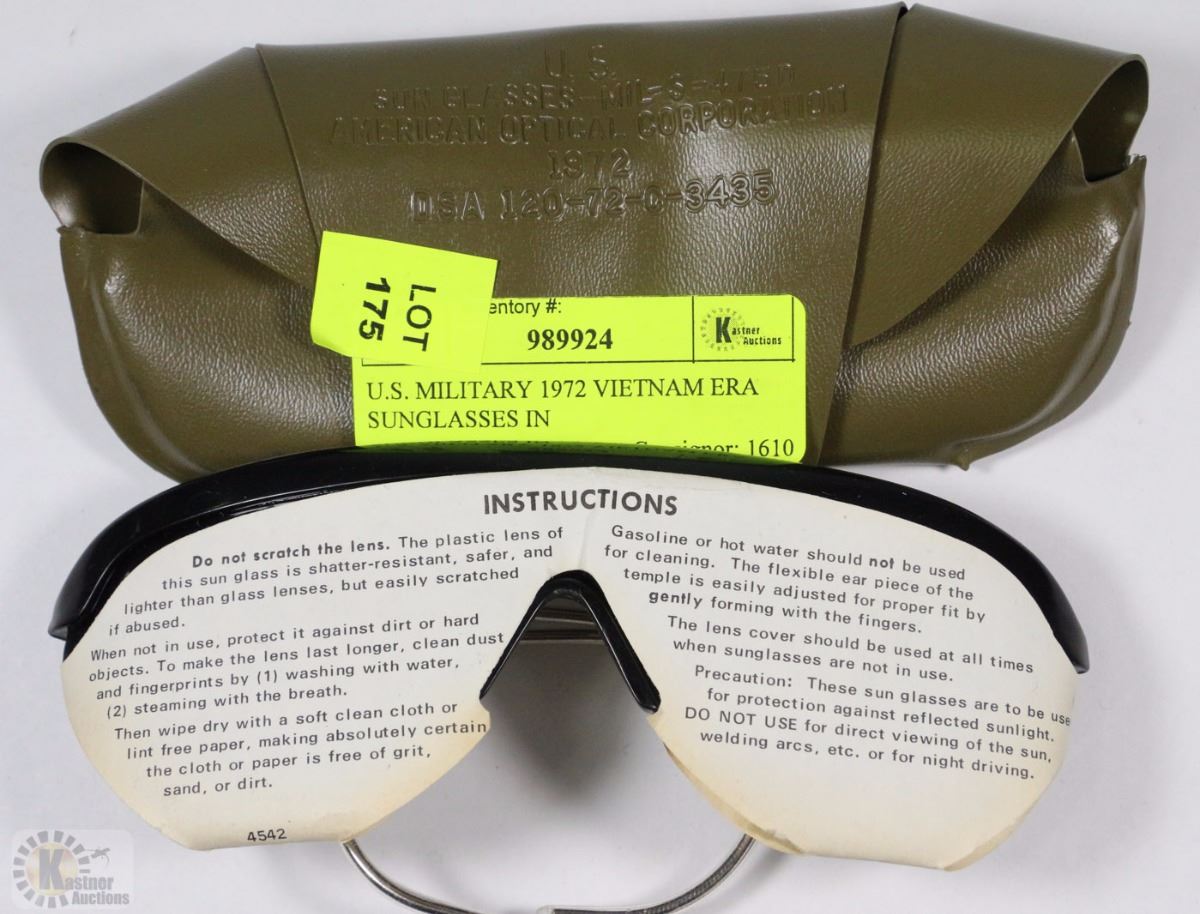 U. S.
SUN GLASSES-MIL-S-475D
AMERICAN OPTICAL CORPORATION
1972
DSA 120-72-C-3435
LOT
175
entory #:
989924
Kastner
Auctions
U.S. MILITARY 1972 VIETNAM ERA
SUNGLASSES IN
1610
INSTRUCTIONS
Do not scratch the lens. The plastic lens of
this sun glass is shatter-resistant, safer, and
lighter than glass lenses, but easily scratched
if abused.
When not in use, protect it against dirt or hard
objects. To make the lens last longer, clean dust
and fingerprints by (1) washing with water,
(2) steaming with the breath.
Then wipe dry with a soft clean cloth or
lint free paper, making absolutely certain
the cloth or paper is free of grit,
sand, or dirt.
4542
Gasoline or hot water should not be used
for cleaning. The flexible ear piece of the
temple is easily adjusted for proper fit by
gently forming with the fingers.
The lens cover should be used at all times
when sunglasses are not in use.
Precaution: These sun glasses are to be use
for protection against reflected sunlight.
DO NOT USE for direct viewing of the sun,
welding arcs, etc. or for night driving.
Kastner
Auctions